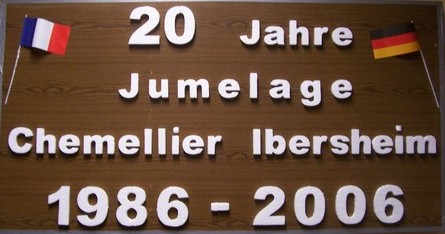 20 Jahre
Jumelage
Chemellier Ibersheim
1986 - 2006